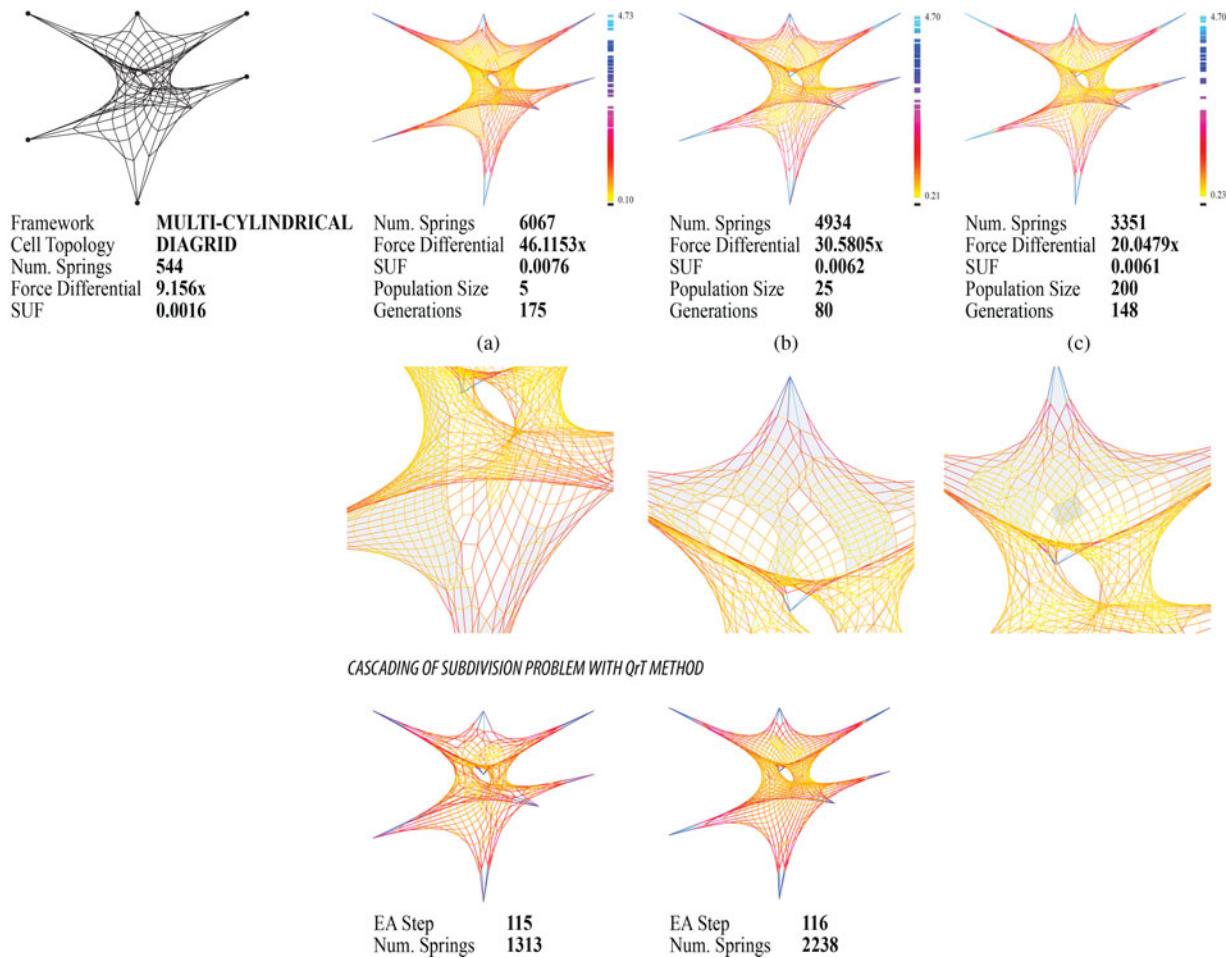 4.73
4.70
4.70
0.10
0.21
0.23
Framework MULTI-CYLINDRICAL
Cell Topology DIAGRID
Num. Springs 544
Force Differential 9.156x
SUF 0.0016
Num. Springs 6067
Force Differential 46.1153x
SUF 0.0076
Population Size 5
Generations 175
(a)
Num. Springs 4934
Force Differential 30.5805x
SUF 0.0062
Population Size 25
Generations 80
(b)
Num. Springs 3351
Force Differential 20.0479x
SUF 0.0061
Population Size 200
Generations 148
(c)
CASCADING OF SUBDIVISION PROBLEM WITH QrT METHOD
EA Step 115
Num. Springs 1313
EA Step 116
Num. Springs 2238